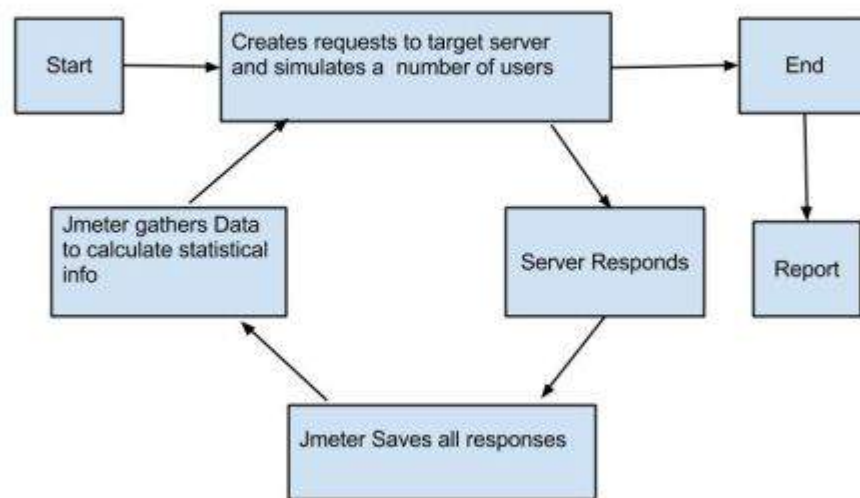 Start
Creates requests to target server
and simulates a number of users
End
Jmeter gathers Data
to calculate statistical
info
Server Responds
Report
Jmeter Saves all responses